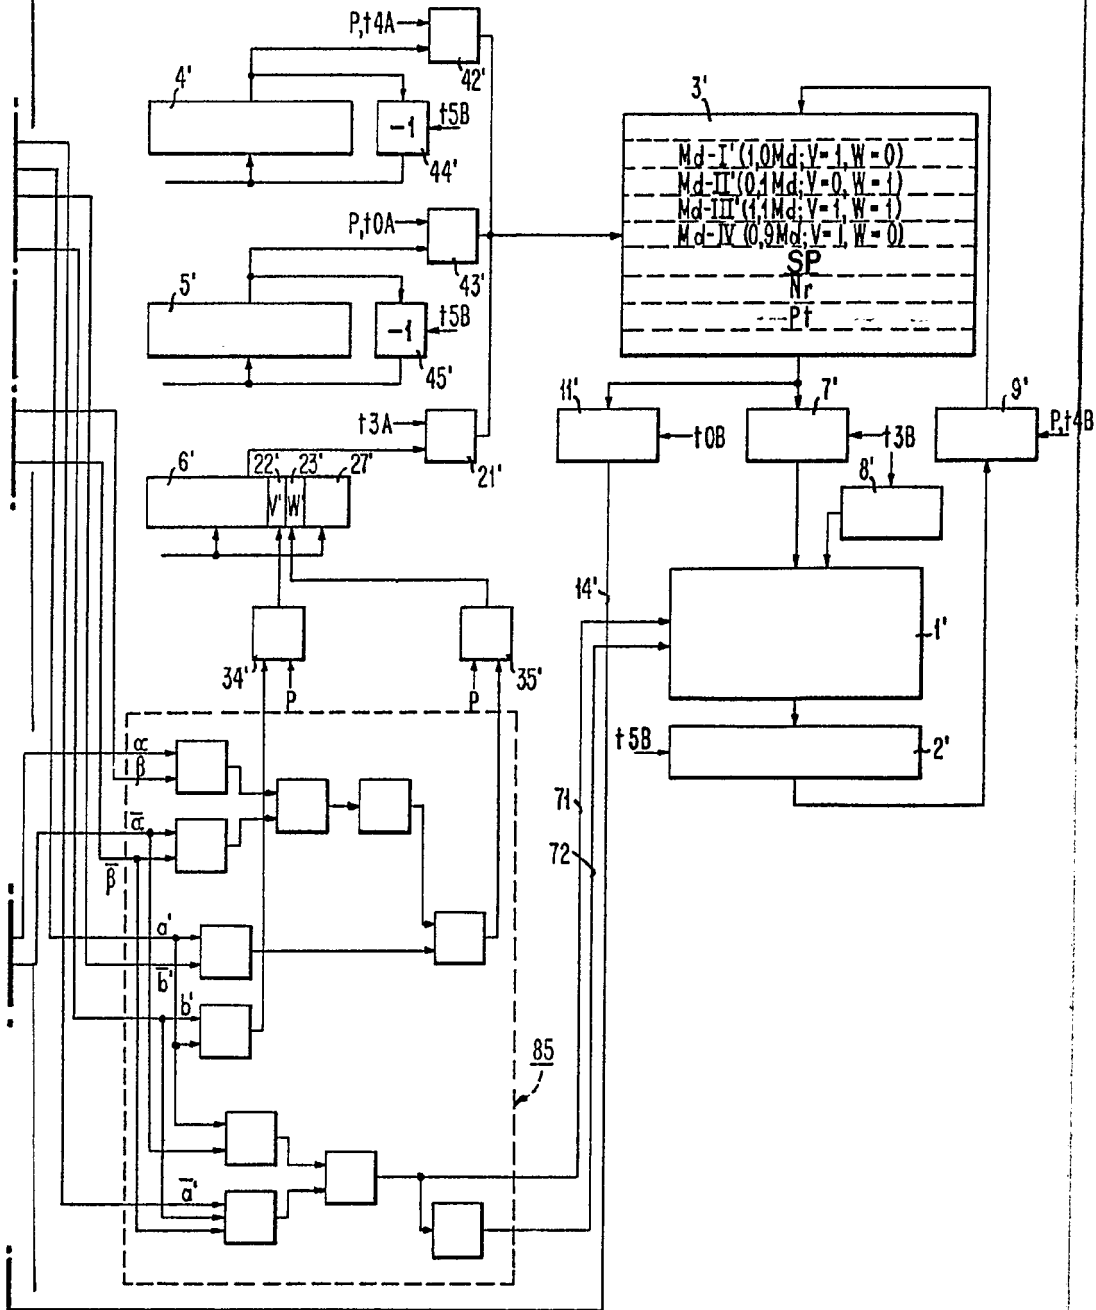 P,t4A
42'
4'
-1
t5B
44'
P,t0A
43'
5'
-1
t5B
45'
t3A
21'
6'
22'
23'
27'
V'
W'
3'
Md-I' (1,0Md; V=1, W=0)
Md-II' (0,1Md; V=0, W=1)
Md-III' (1,1Md; V=1, W=1)
Md-IV (0,9Md; V=1, W=0)
SP
Nr
Pt
11'
t0B
7'
t3B
9'
P,t4B
8'
14'
1'
t5B
2'
34'
P
P
35'
71
72
α
β
α̅
β̅
a'
b̅'
b'
a̅'
85